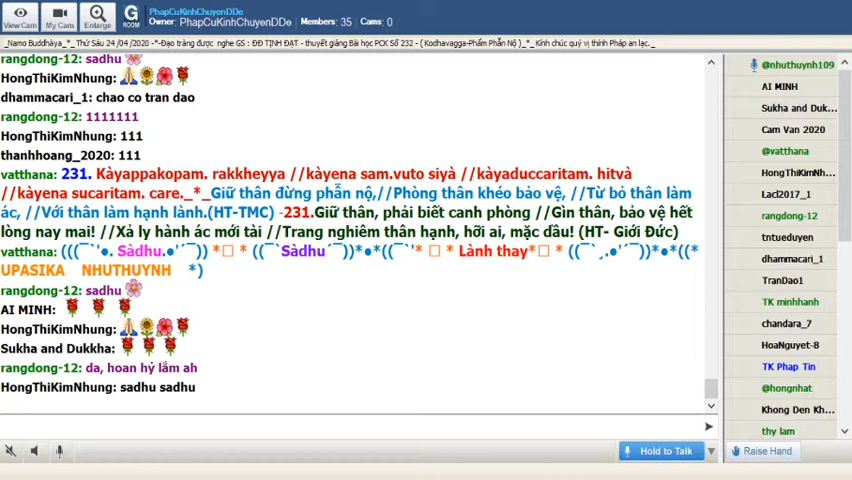 PhapCuKinhChuyenDDe
Owner: PhapCuKinhChuyenDDe Members: 35 Cams: 0
View Cam
My Cam
Enlarge
G
ROOM
_Namo Buddhàya_*_ Thứ Sáu 24 /04 /2020 -*-Đạo tràng được nghe GS : ĐĐ TỊNH ĐẠT - thuyết giảng Bài học PCK Số 232 - ( Kodhavagga-Phẩm Phẫn Nộ )_*_ Kính chúc quý vị thính Pháp an lạc._
rangdong-12: sadhu
HongThiKimNhung:
dhammacari_1: chao co tran dao
rangdong-12: 1111111
HongThiKimNhung: 111
thanhhoang_2020: 111
vatthana: 231. Kàyappakopam. rakkheyya //kàyena sam.vuto siyà //kàyaduccaritam. hitvà
//kàyena sucaritam. care._*_Giữ thân đừng phẫn nộ,//Phòng thân khéo bảo vệ, //Từ bỏ thân làm
ác, //Với thân làm hạnh lành.(HT-TMC) -231.Giữ thân, phải biết canh phòng //Gìn thân, bảo vệ hết
lòng nay mai! //Xả ly hành ác mới tài //Trang nghiêm thân hạnh, hỡi ai, mặc dầu! (HT- Giới Đức)
vatthana: (((¯`'•. Sàdhu.•'´¯)) *□ * ((¯`Sàdhu´¯))*•*((¯`'* □ * Lành thay*□ * ((¯`¸.•'´¯))*•*((*
UPASIKA NHUTHUYNH *)
rangdong-12: sadhu
AI MINH:
HongThiKimNhung:
Sukha and Dukkha:
rangdong-12: da, hoan hỷ lắm ah
HongThiKimNhung: sadhu sadhu
@nhuthuynh109
AI MINH
Sukha and Duk...
Cam Van 2020
@vatthana
HongThiKimN...
Lacl2017_1
rangdong-12
tntueduyen
dhammacari_1
TranDao1
TK minhhanh
chandara_7
HoaNguyet-8
TK Phap Tin
@hongnhat
Khong Den Kh...
thy lam
Hold to Talk
Raise Hand